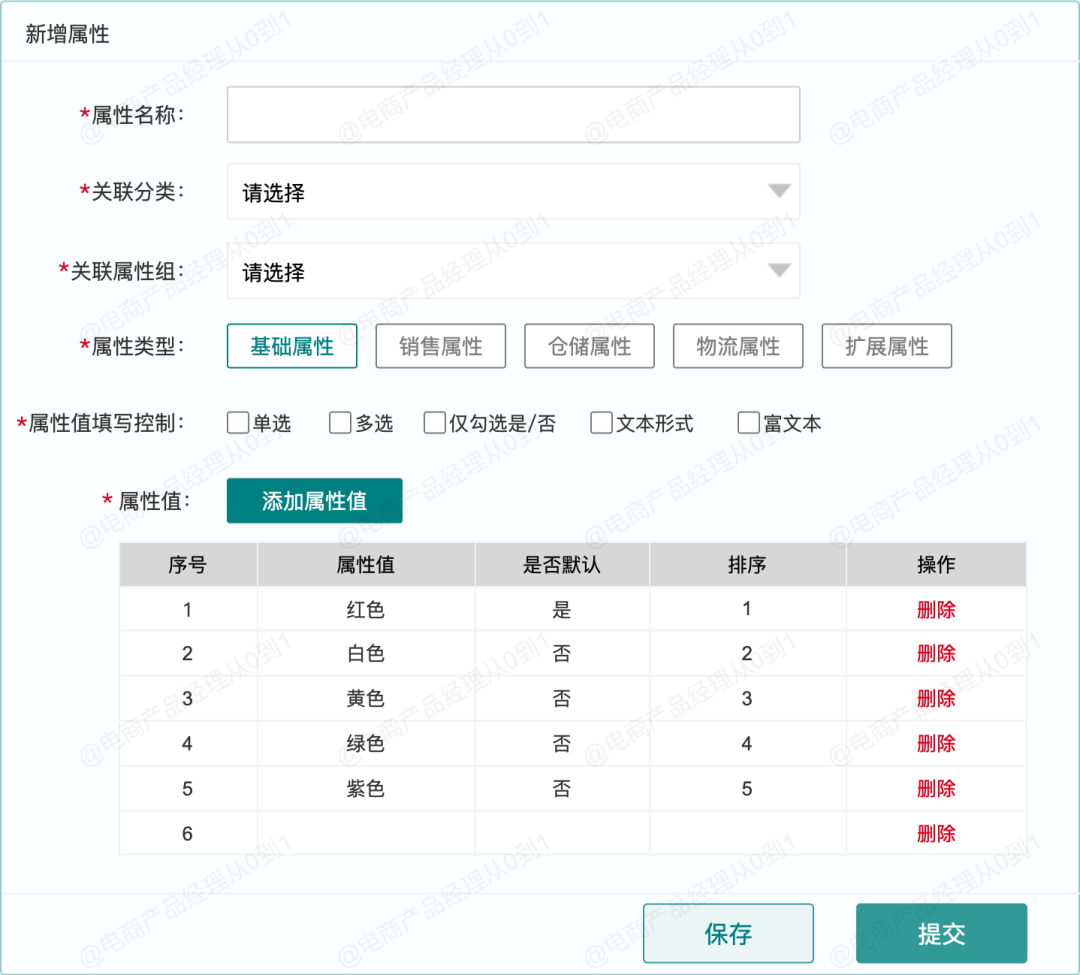 新增属性
*属性名称：
*关联分类： 请选择
*关联属性组： 请选择
*属性类型： 基础属性 销售属性 仓储属性 物流属性 扩展属性
*属性值填写控制： 单选 多选 仅勾选是/否 文本形式 富文本
* 属性值： 添加属性值
序号 属性值 是否默认 排序 操作
1 红色 是 1 删除
2 白色 否 2 删除
3 黄色 否 3 删除
4 绿色 否 4 删除
5 紫色 否 5 删除
6 删除
保存 提交
@电商产品经理从0到1